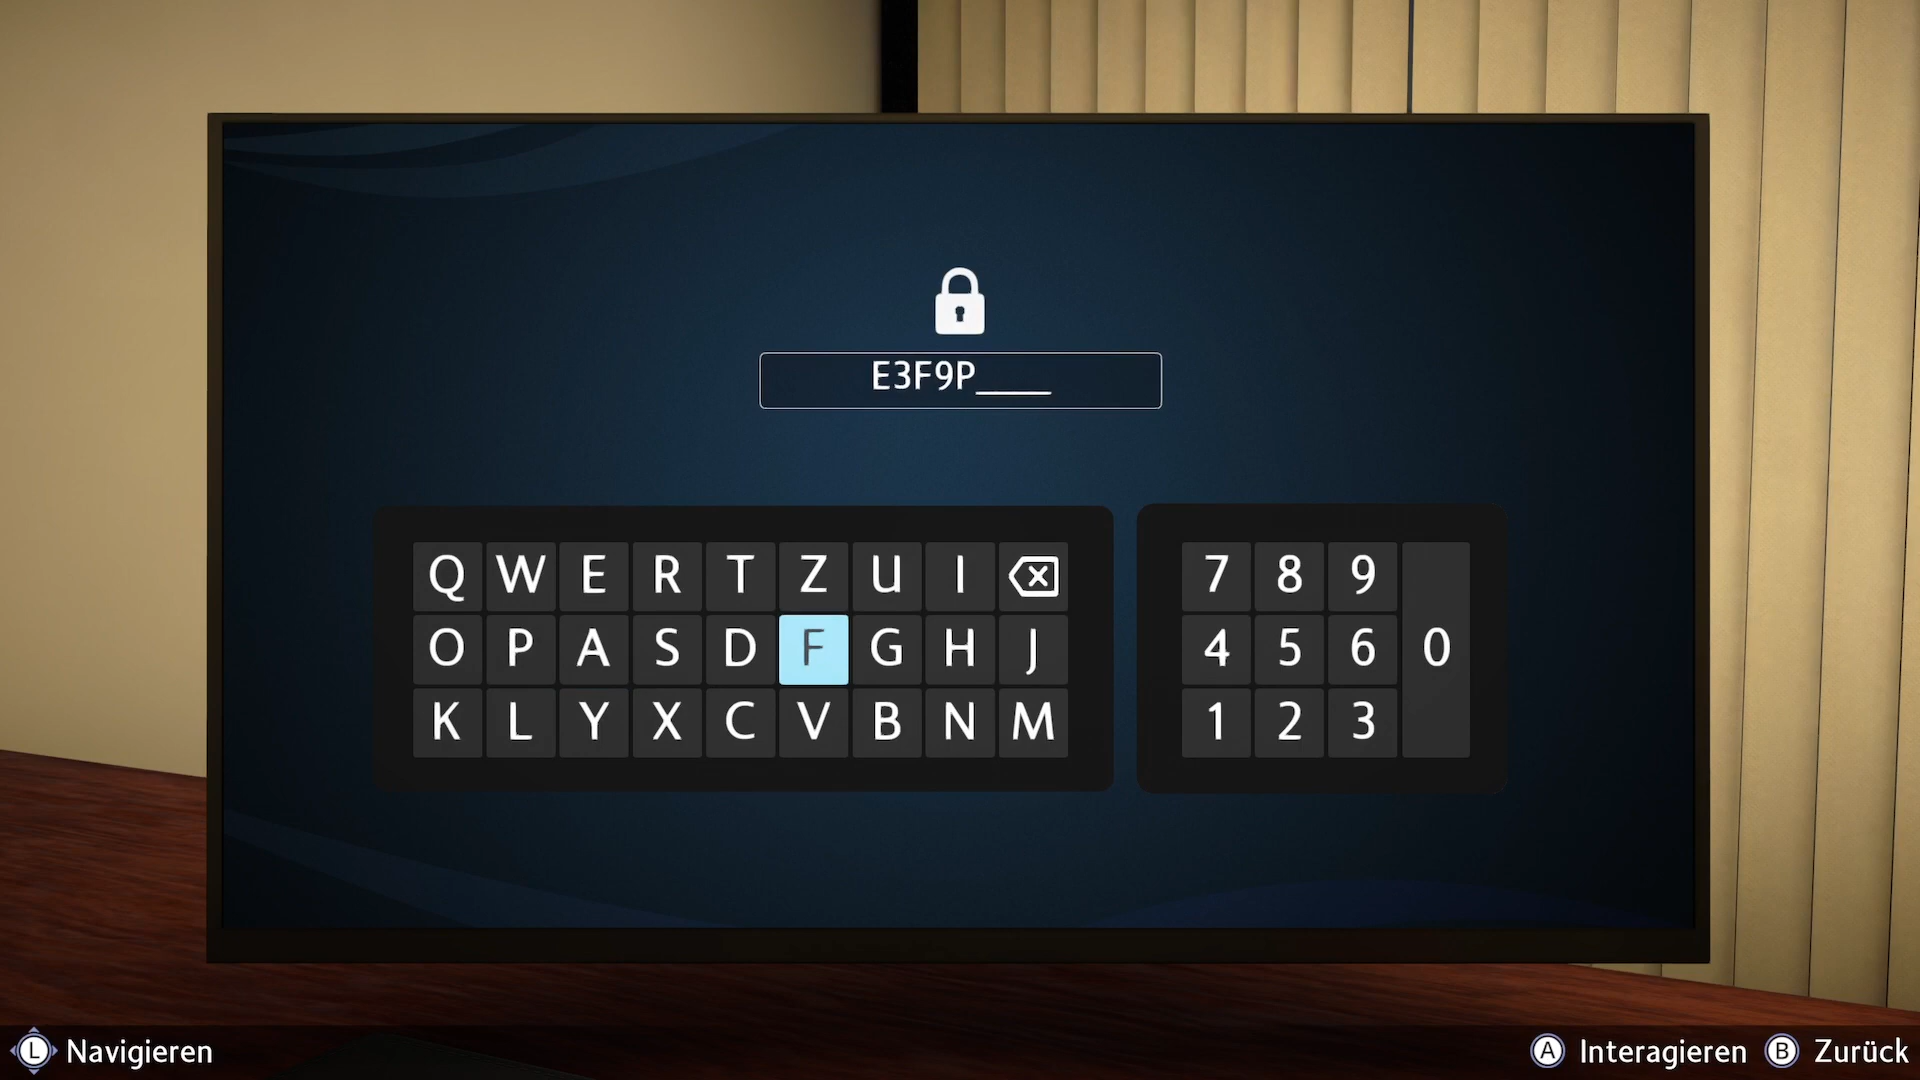 E3F9P____
Q W E R T Z U I
O P A S D F G H J
K L Y X C V B N M
7 8 9
4 5 6 0
1 2 3
L Navigieren
A Interagieren B Zurück